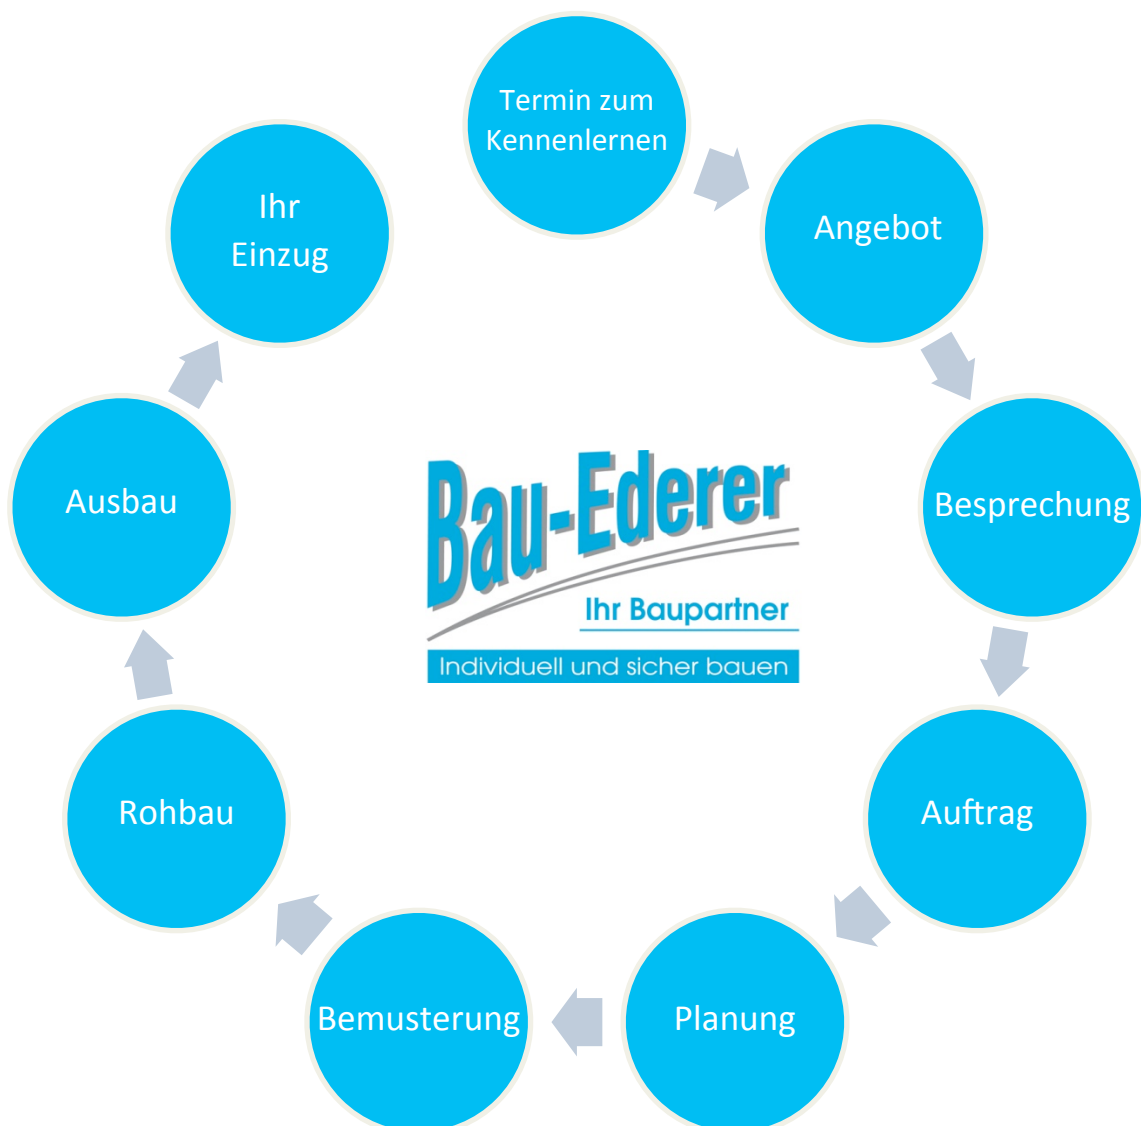 Termin zum
Kennenlernen
Angebot
Besprechung
Auftrag
Planung
Bemusterung
Rohbau
Ausbau
Ihr
Einzug
Bau-Ederer
Ihr Baupartner
Individuell und sicher bauen